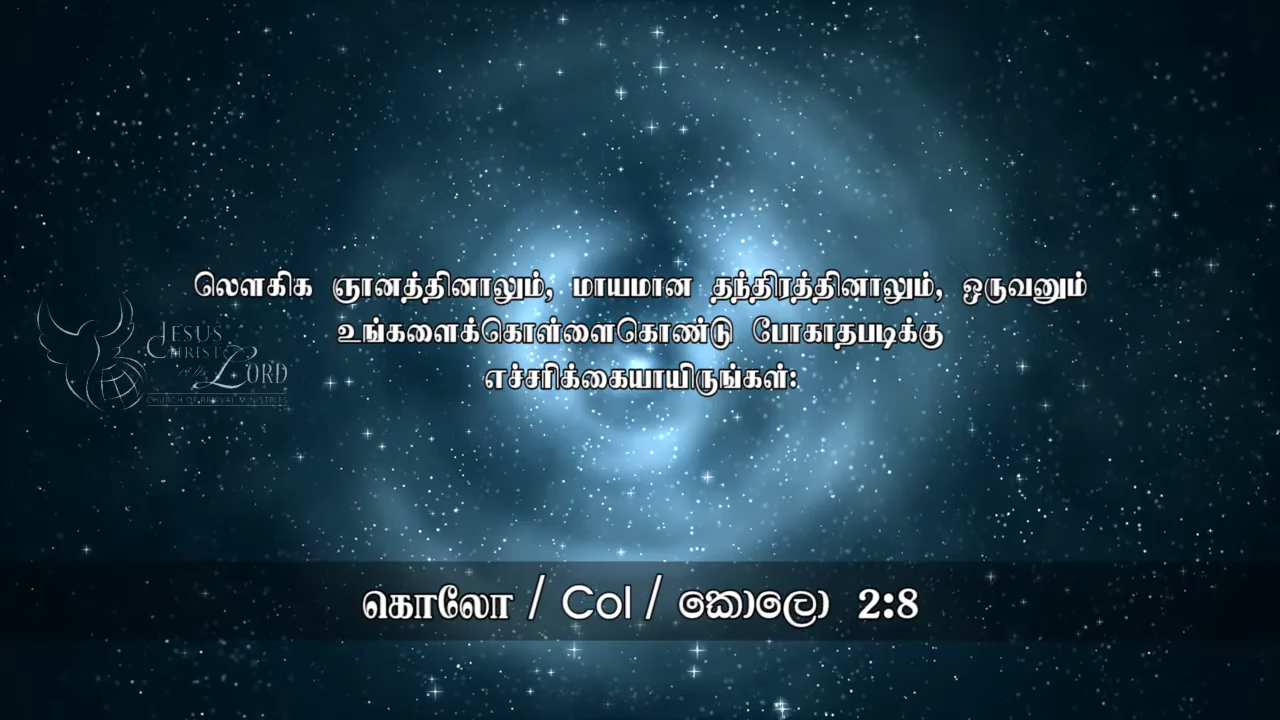 லௌகிக ஞானத்தினாலும், மாயமான தந்திரத்தினாலும், ஒருவனும்
உங்களைக்கொள்ளைகொண்டு போகாதபடிக்கு
எச்சரிக்கையாயிருங்கள்:
JESUS
CHRIST
LORD
CHURCH OF REVIVAL MINISTRIES
கொலோ / Col / කොලො 2:8